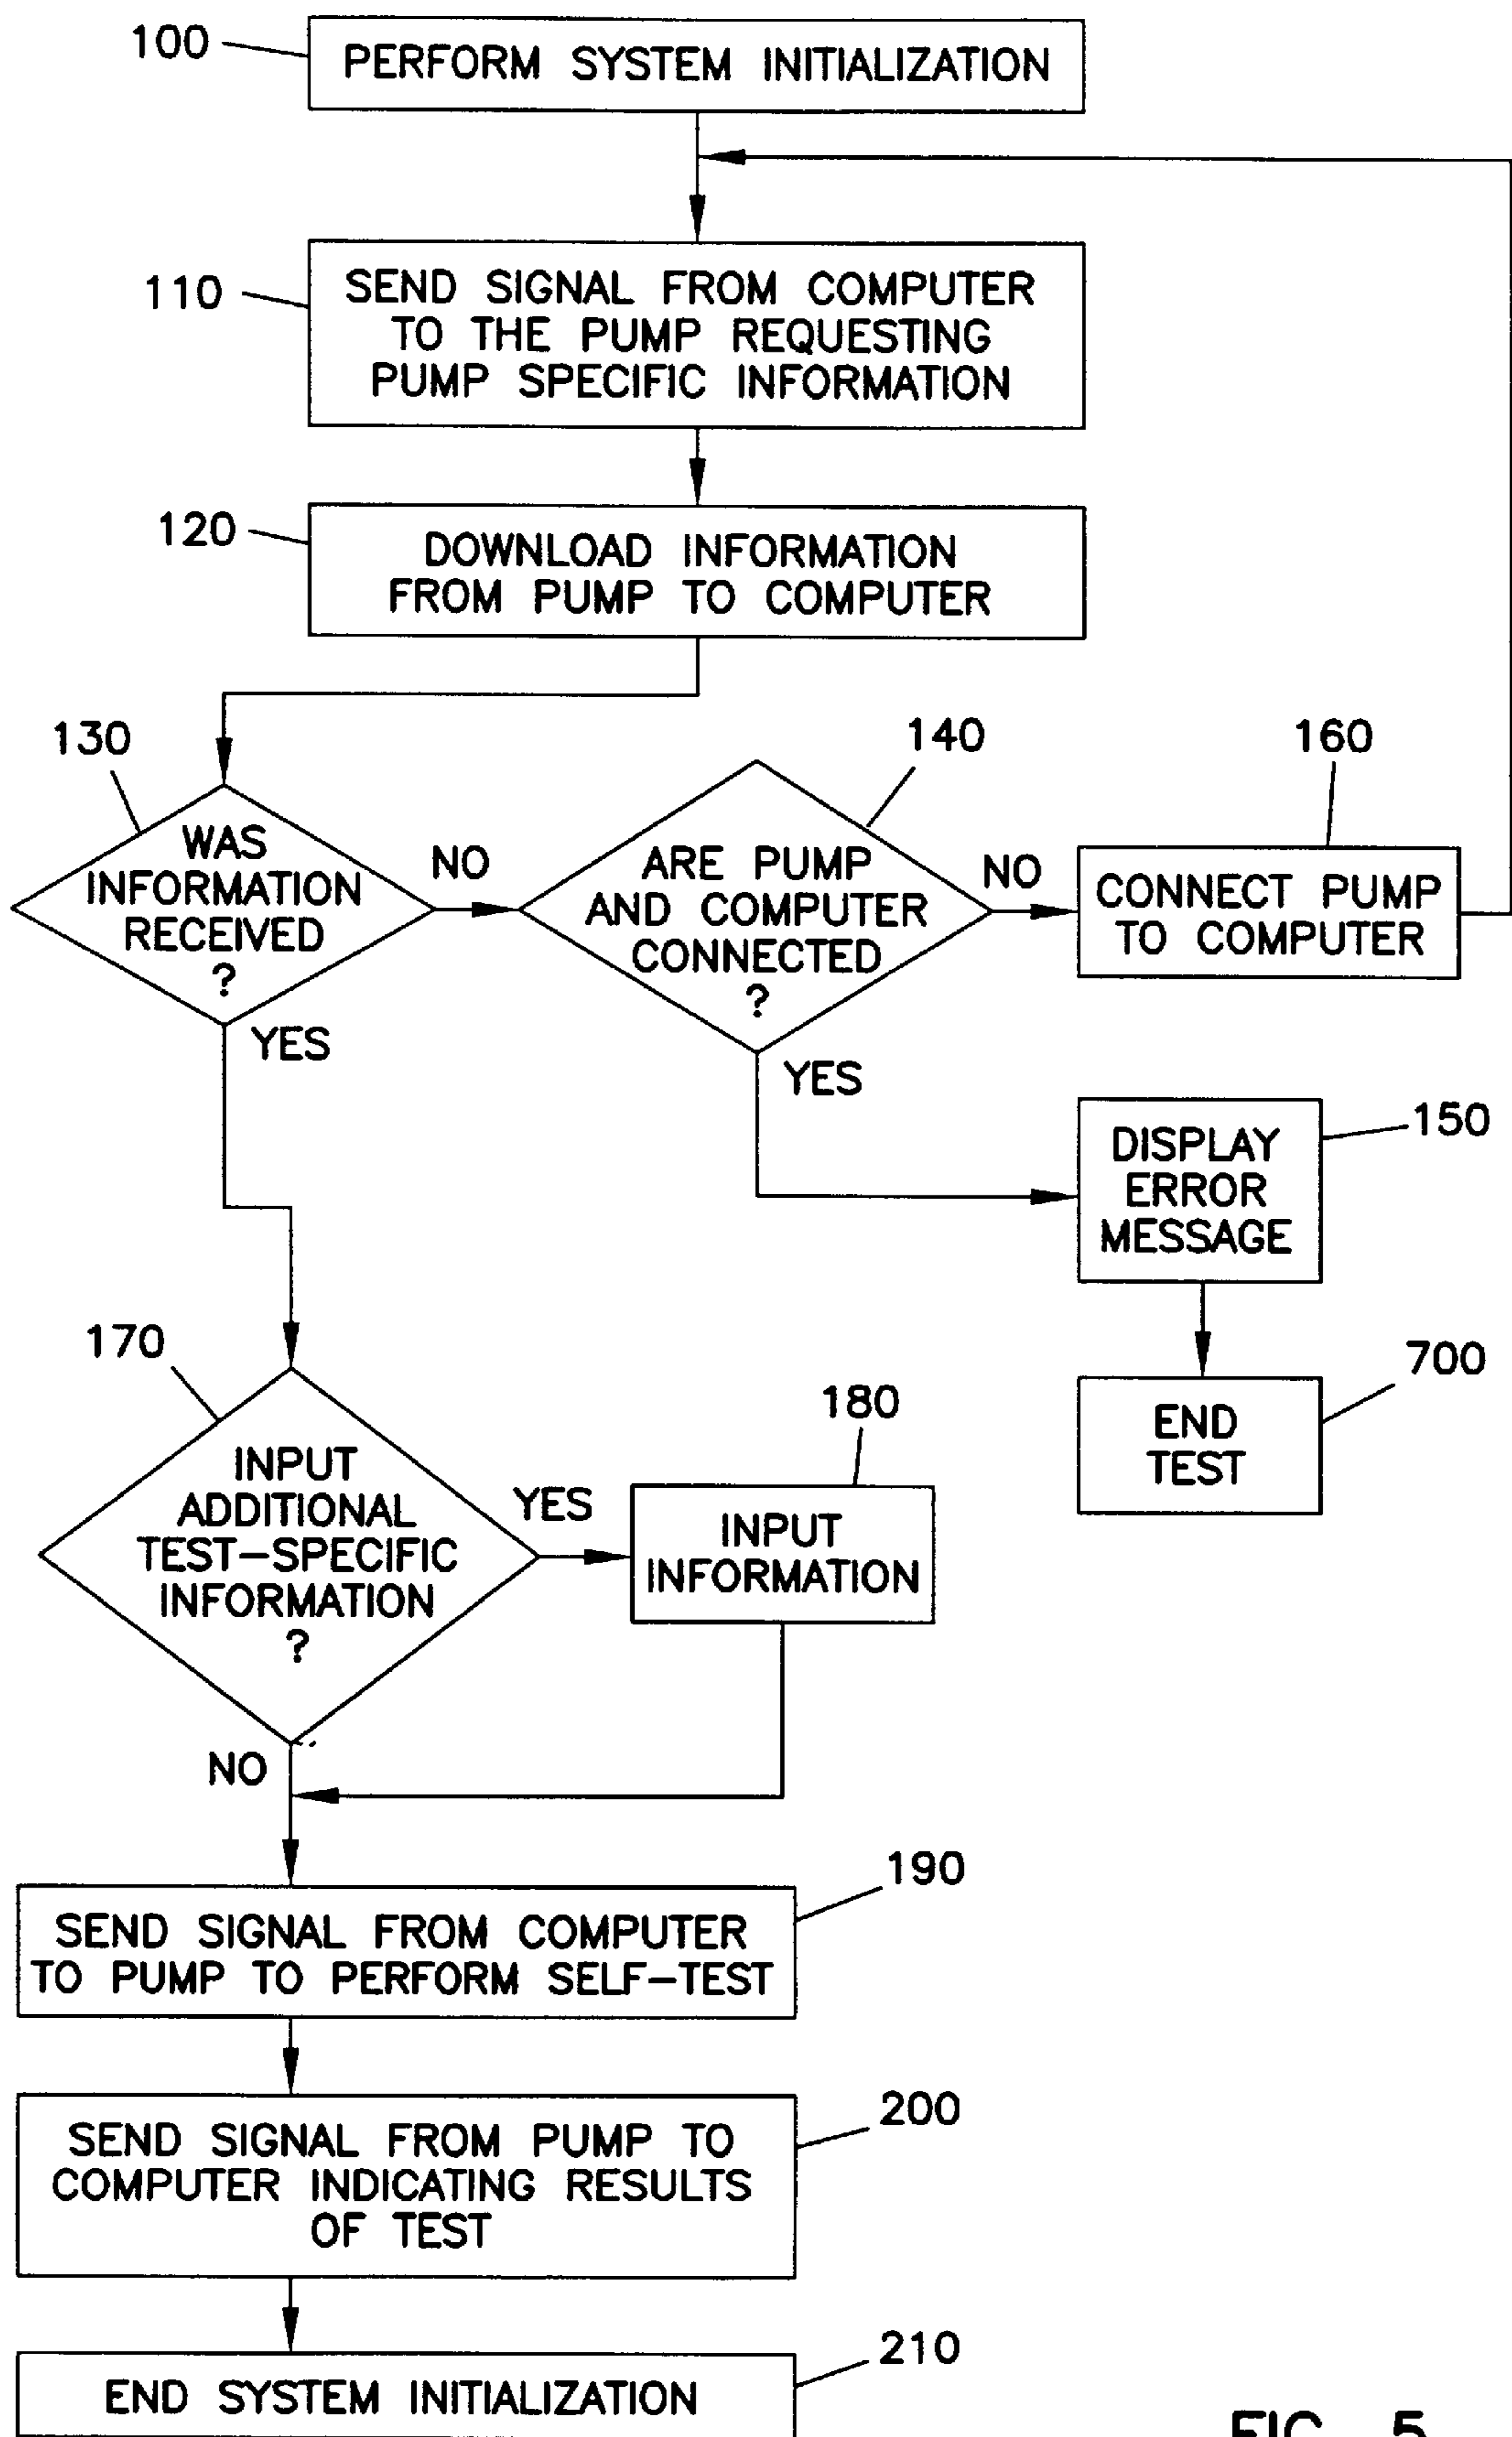 100
PERFORM SYSTEM INITIALIZATION
110
SEND SIGNAL FROM COMPUTER
TO THE PUMP REQUESTING
PUMP SPECIFIC INFORMATION
120
DOWNLOAD INFORMATION
FROM PUMP TO COMPUTER
130
WAS
INFORMATION
RECEIVED
?
NO
YES
140
ARE PUMP
AND COMPUTER
CONNECTED
?
NO
YES
160
CONNECT PUMP
TO COMPUTER
150
DISPLAY
ERROR
MESSAGE
700
END
TEST
170
INPUT
ADDITIONAL
TEST-SPECIFIC
INFORMATION
?
YES
NO
180
INPUT
INFORMATION
190
SEND SIGNAL FROM COMPUTER
TO PUMP TO PERFORM SELF-TEST
200
SEND SIGNAL FROM PUMP TO
COMPUTER INDICATING RESULTS
OF TEST
210
END SYSTEM INITIALIZATION
FIG. 5